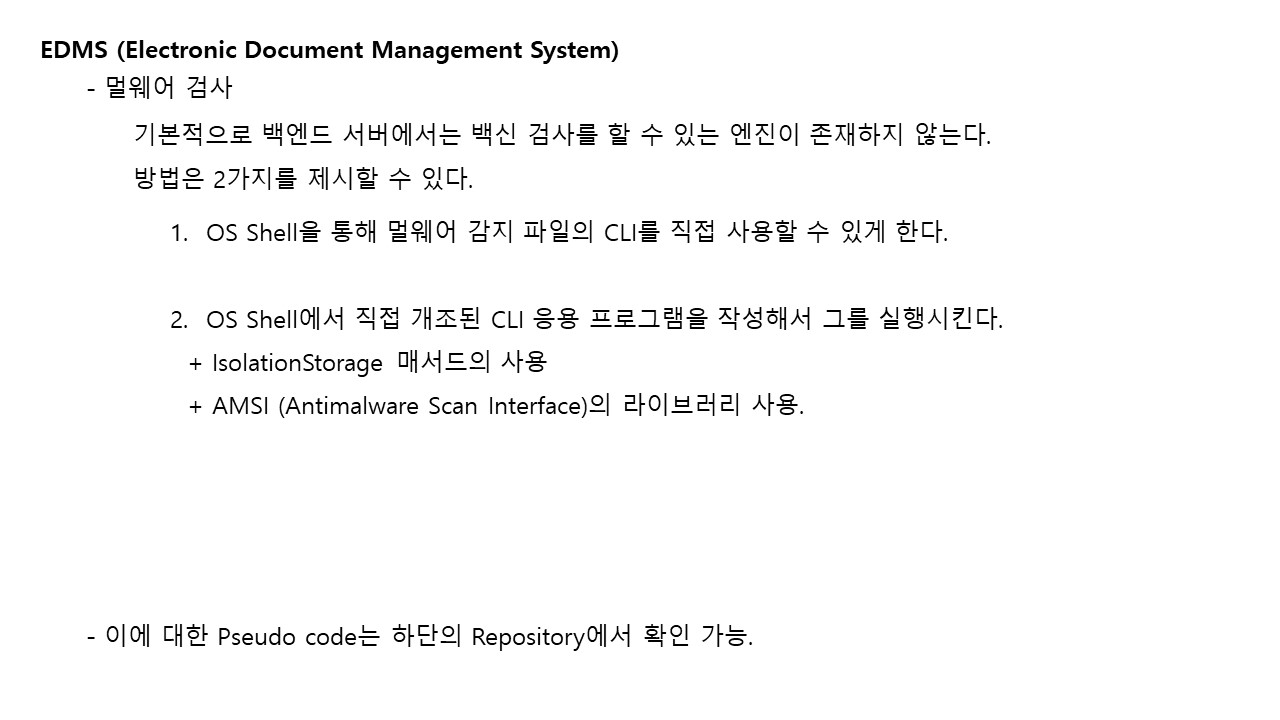 EDMS (Electronic Document Management System)
- 멀웨어 검사
기본적으로 백엔드 서버에서는 백신 검사를 할 수 있는 엔진이 존재하지 않는다.
방법은 2가지를 제시할 수 있다.
1. OS Shell을 통해 멀웨어 감지 파일의 CLI를 직접 사용할 수 있게 한다.
2. OS Shell에서 직접 개조된 CLI 응용 프로그램을 작성해서 그를 실행시킨다.
+ IsolationStorage 매서드의 사용
+ AMSI (Antimalware Scan Interface)의 라이브러리 사용.
- 이에 대한 Pseudo code는 하단의 Repository에서 확인 가능.